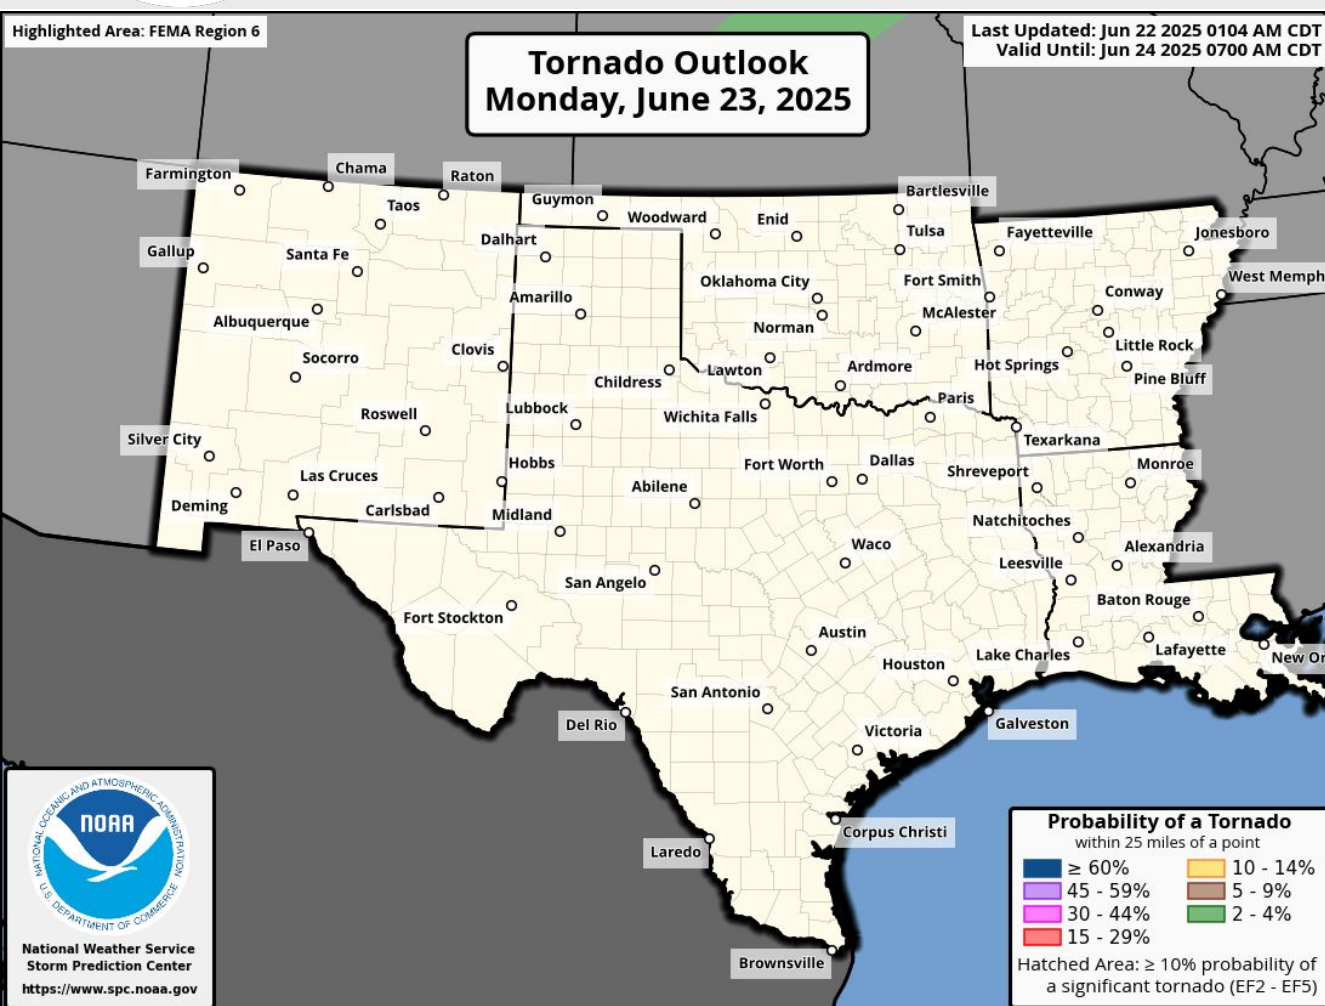 Highlighted Area: FEMA Region 6
Last Updated: Jun 22 2025 0104 AM CDT
Valid Until: Jun 24 2025 0700 AM CDT
Tornado Outlook
Monday, June 23, 2025
Farmington
Chama
Raton
Taos
Guymon
Woodward
Enid
Bartlesville
Tulsa
Fayetteville
Jonesboro
Gallup
Santa Fe
Dalhart
Oklahoma City
Fort Smith
West Memph
Conway
Amarillo
Albuquerque
Norman
McAlester
Little Rock
Socorro
Clovis
Childress
Lawton
Ardmore
Hot Springs
Pine Bluff
Roswell
Lubbock
Wichita Falls
Paris
Texarkana
Silver City
Las Cruces
Hobbs
Fort Worth
Dallas
Shreveport
Monroe
Deming
Carlsbad
Midland
Abilene
Natchitoches
El Paso
San Angelo
Waco
Leesville
Alexandria
Fort Stockton
Baton Rouge
Austin
Houston
Lake Charles
Lafayette
New Or
San Antonio
Del Rio
Victoria
Galveston
Laredo
Corpus Christi
Brownsville
NATIONAL OCEANIC AND ATMOSPHERIC ADMINISTRATION
NOAA
U.S. DEPARTMENT OF COMMERCE
National Weather Service
Storm Prediction Center
https://www.spc.noaa.gov
Probability of a Tornado
within 25 miles of a point
≥ 60%
45 - 59%
30 - 44%
15 - 29%
10 - 14%
5 - 9%
2 - 4%
Hatched Area: ≥ 10% probability of
a significant tornado (EF2 - EF5)